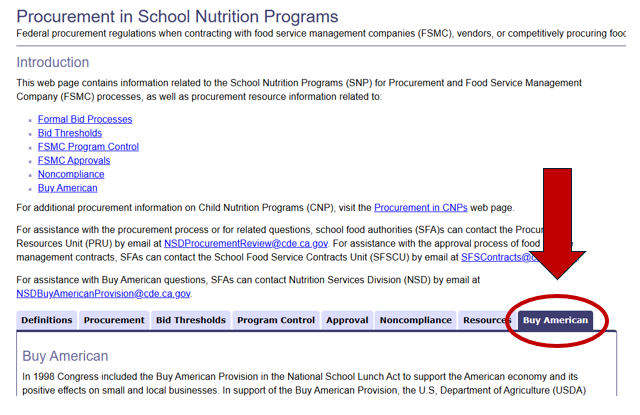 Procurement in School Nutrition Programs
Federal procurement regulations when contracting with food service management companies (FSMC), vendors, or competitively procuring
Introduction
This web page contains information related to the School Nutrition Programs (SNP) for Procurement and Food Service Management
Company (FSMC) processes, as well as procurement resource information related to:
Formal Bid Processes
Bid Thresholds
FSMC Program Control
FSMC Approvals
Noncompliance
Buy American
For additional procurement information on Child Nutrition Programs (CNP), visit the Procurement in CNPs web page.
For assistance with the procurement process or for related questions, school food authorities (SFA)s can contact the
Resources Unit (PRU) by email at NSDProcurementReview@cde.ca.gov. For assistance with the approval process of food
management contracts, SFAs can contact the School Food Service Contracts Unit (SFSCU) by email at
For assistance with Buy American questions, SFAs can contact Nutrition Services Division (NSD) by email at
NSDBuyAmericanProvision@cde.ca.gov.
Definitions Procurement Bid Thresholds Program Control Approval Noncompliance Resources Buy American
Buy American
In 1998 Congress included the Buy American Provision in the National School Lunch Act to support the American economy and its
positive effects on small and local businesses. In support of the Buy American Provision, the U,S, Department of Agriculture (USDA)